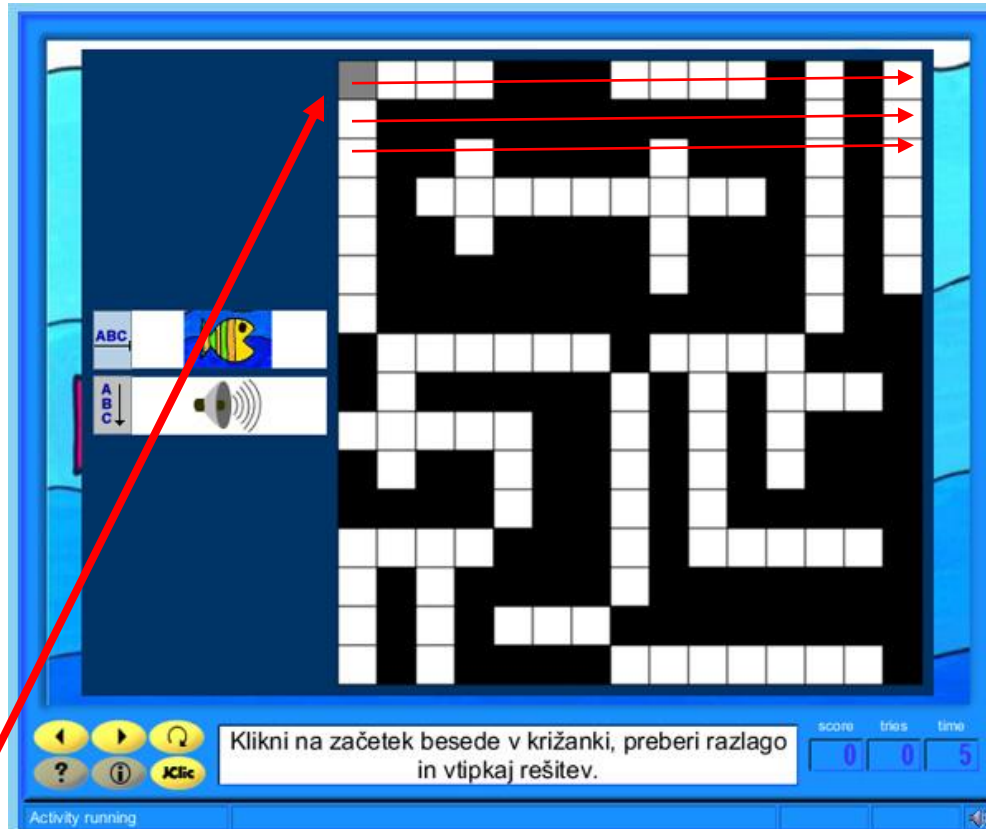 ABC
A
B
C
Klikni na začetek besede v križanki, preberi razlago
in vtipkaj rešitev.
score tries time
0 0 5
? i JClic
Activity running